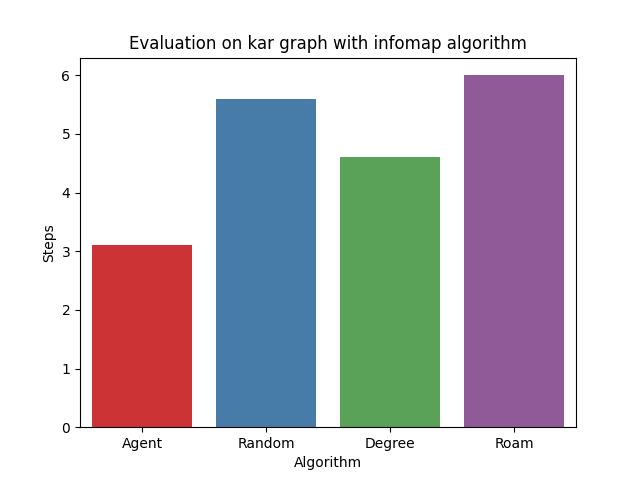 Evaluation on kar graph with infomap algorithm
6
5
4
3
2
1
0
Steps
Agent Random Degree Roam
Algorithm